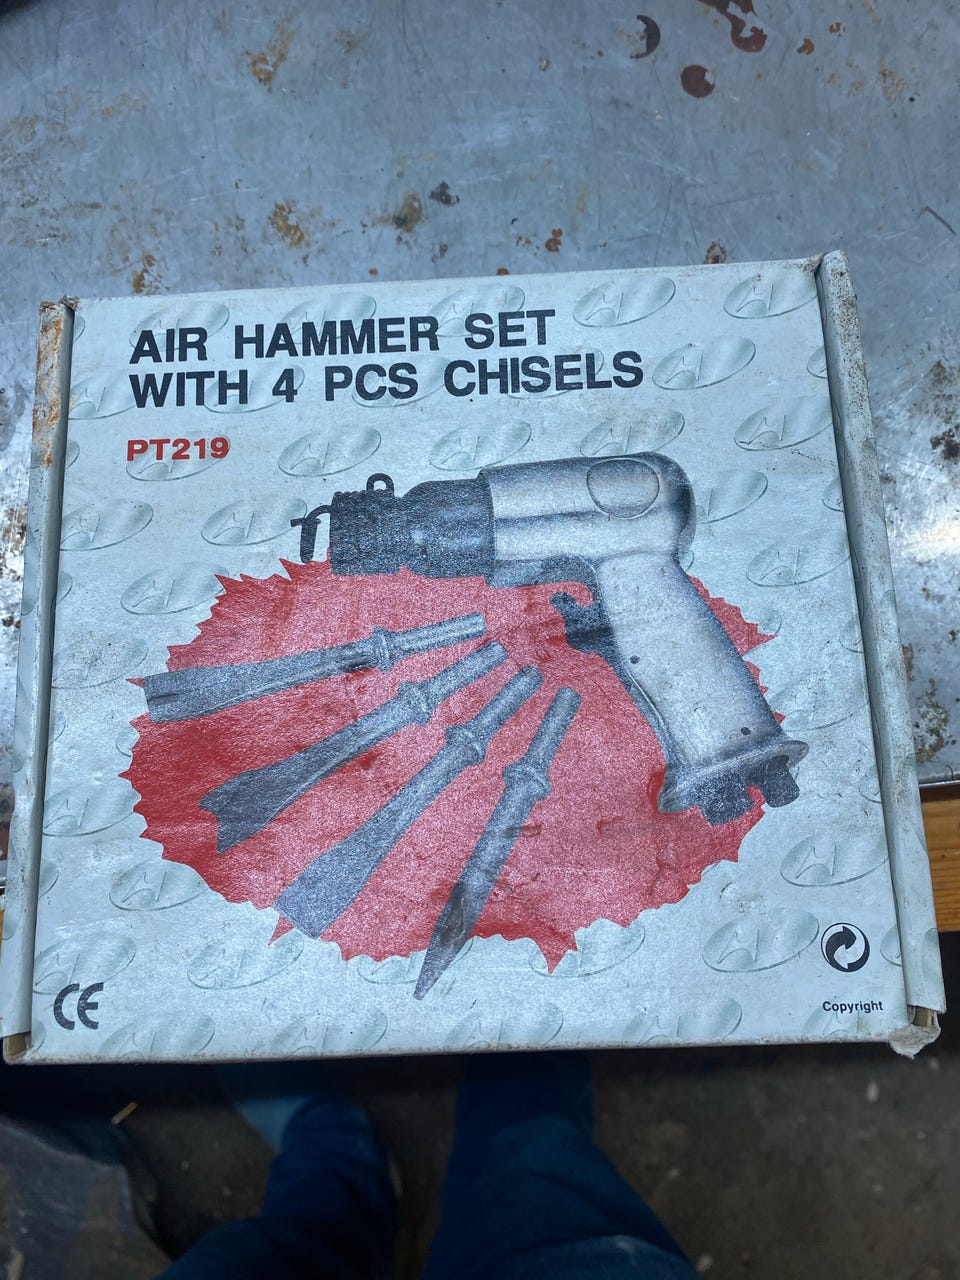 AIR HAMMER SET
WITH 4 PCS CHISELS
PT219
CE
Copyright